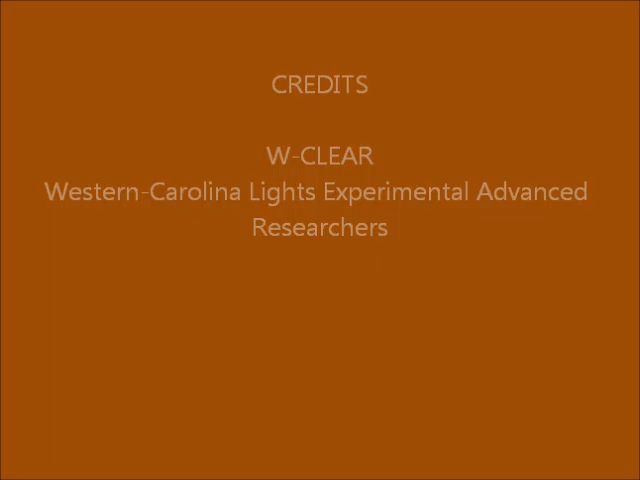 CREDITS
W-CLEAR
Western-Carolina Lights Experimental Advanced
Researchers